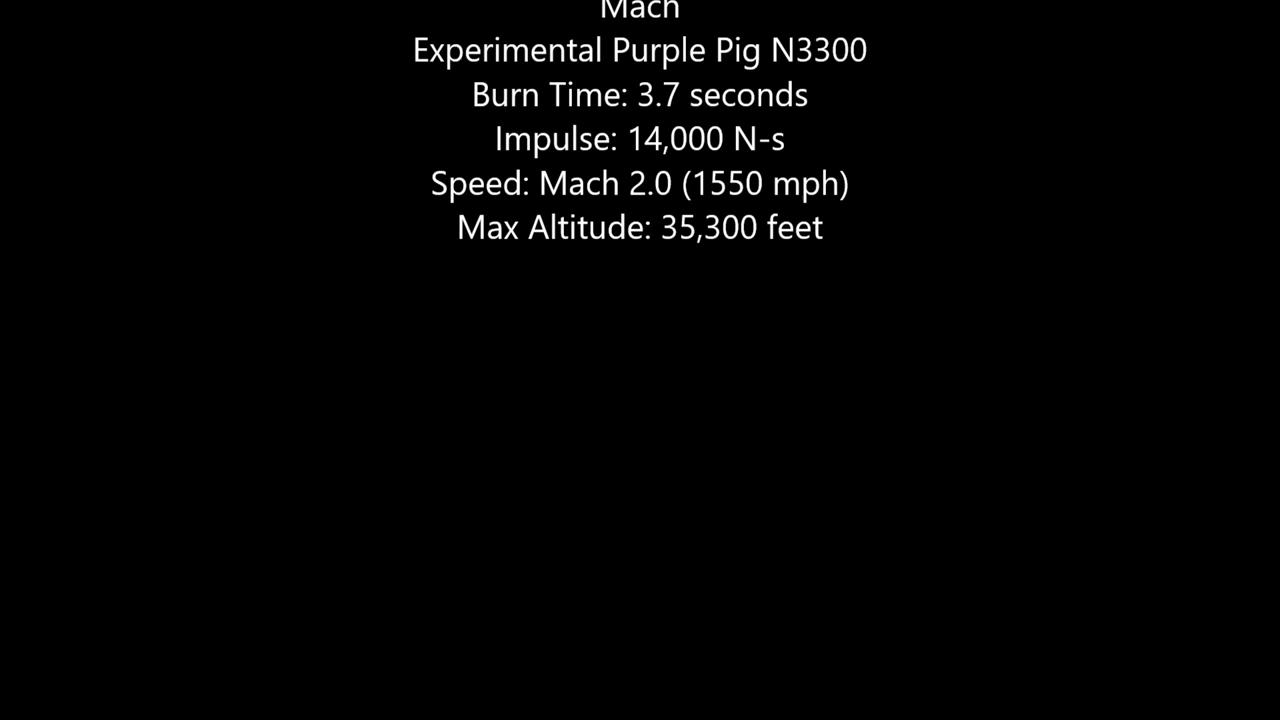 Mach
Experimental Purple Pig N3300
Burn Time: 3.7 seconds
Impulse: 14,000 N-s
Speed: Mach 2.0 (1550 mph)
Max Altitude: 35,300 feet